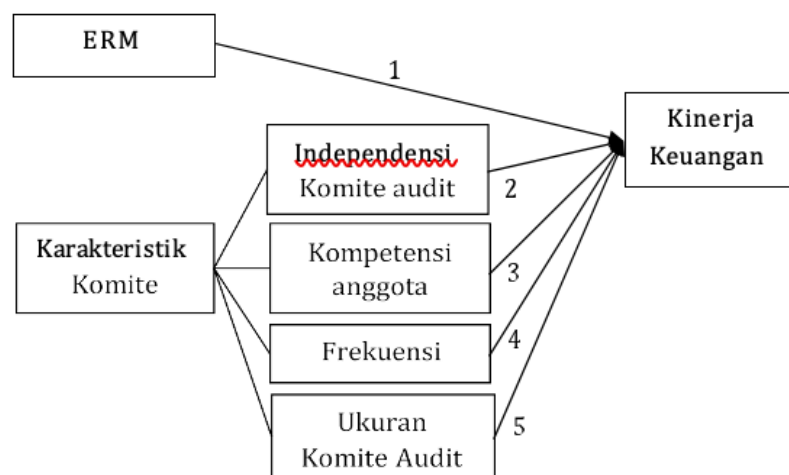 ERM
1
Kinerja
Keuangan
Independensi
Komite audit
2
Karakteristik
Komite
Kompetensi
anggota
3
Frekuensi
4
Ukuran
Komite Audit
5